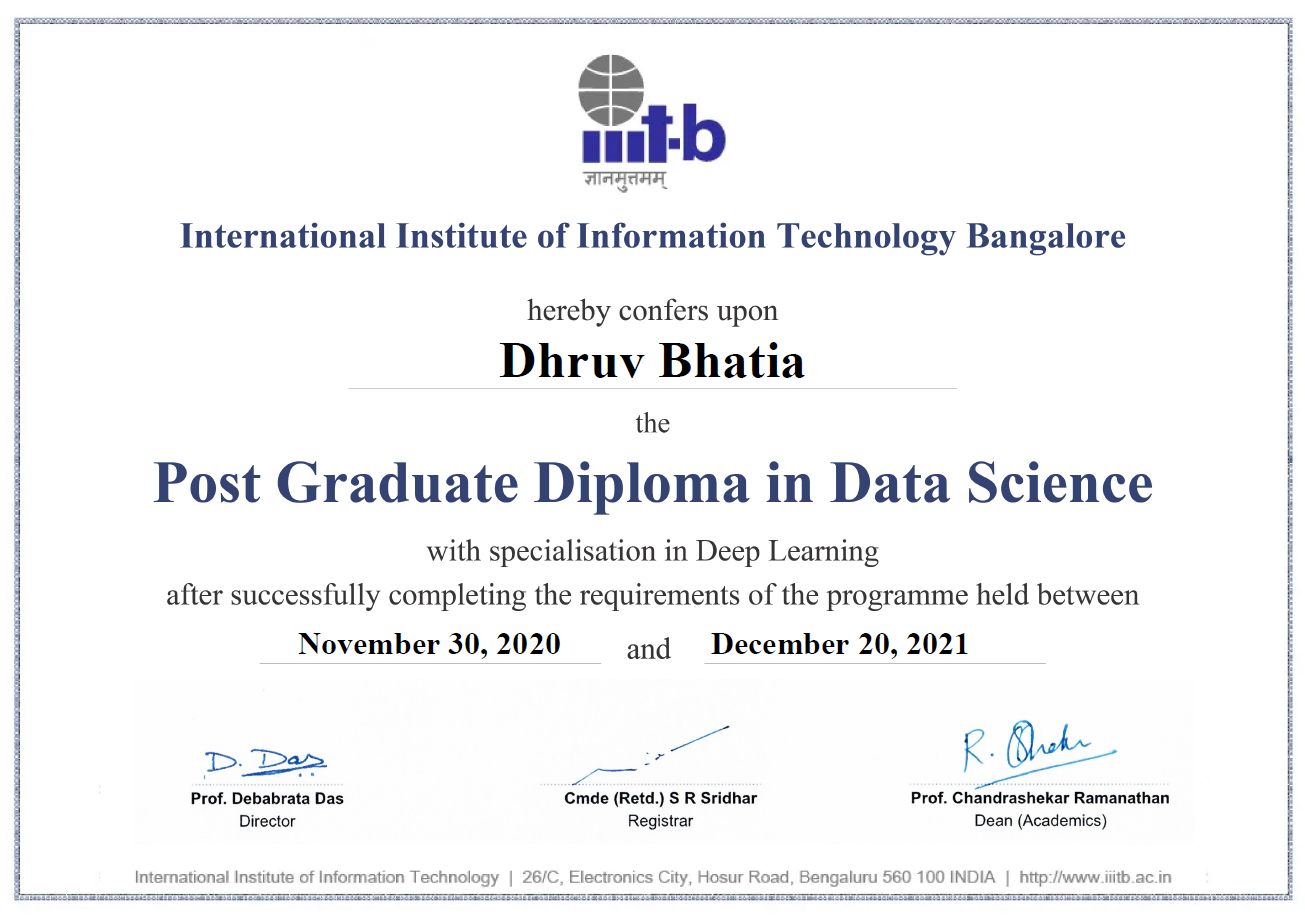 iiit-b
ज्ञानमुत्तमम्
International Institute of Information Technology Bangalore
hereby confers upon
Dhruv Bhatia
the
Post Graduate Diploma in Data Science
with specialisation in Deep Learning
after successfully completing the requirements of the programme held between
November 30, 2020 and December 20, 2021
D. Das
Prof. Debabrata Das
Director
Cmde (Retd.) S R Sridhar
Registrar
R.
Prof. Chandrashekar Ramanathan
Dean (Academics)
International Institute of Information Technology | 26/C, Electronics City, Hosur Road, Bengaluru 560 100 INDIA | http://www.iiitb.ac.in